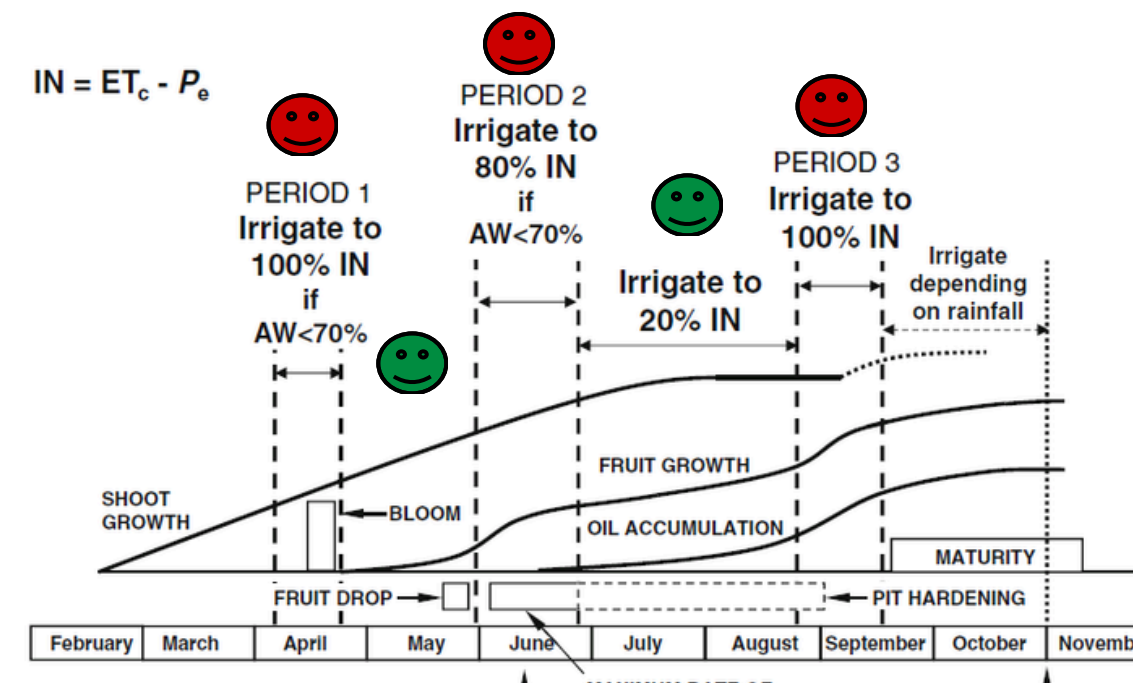 IN = ETc - Pe
PERIOD 1
Irrigate to
100% IN
if
AW<70%
PERIOD 2
Irrigate to
80% IN
if
AW<70%
Irrigate to
20% IN
PERIOD 3
Irrigate to
100% IN
Irrigate
depending
on rainfall
SHOOT
GROWTH
BLOOM
FRUIT GROWTH
OIL ACCUMULATION
MATURITY
FRUIT DROP
PIT HARDENING
February March April May June July August September October Novemb